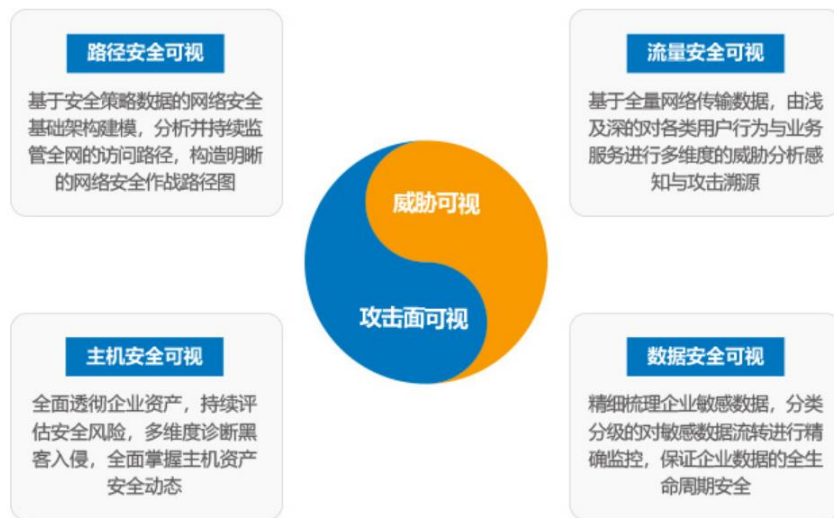 路径安全可视
基于安全策略数据的网络安全
基础架构建模，分析并持续监
管全网的访问路径，构造明晰
的网络安全作战路径图
流量安全可视
基于全量网络传输数据，由浅
及深的对各类用户行为与业务
服务进行多维度的威胁分析感
知与攻击溯源
威胁可视
攻击面可视
主机安全可视
全面透彻企业资产，持续评
估安全风险，多维度诊断黑
客入侵，全面掌握主机资产
安全动态
数据安全可视
精细梳理企业敏感数据，分类
分级的对敏感数据流转进行精
确监控，保证企业数据的全生
命周期安全